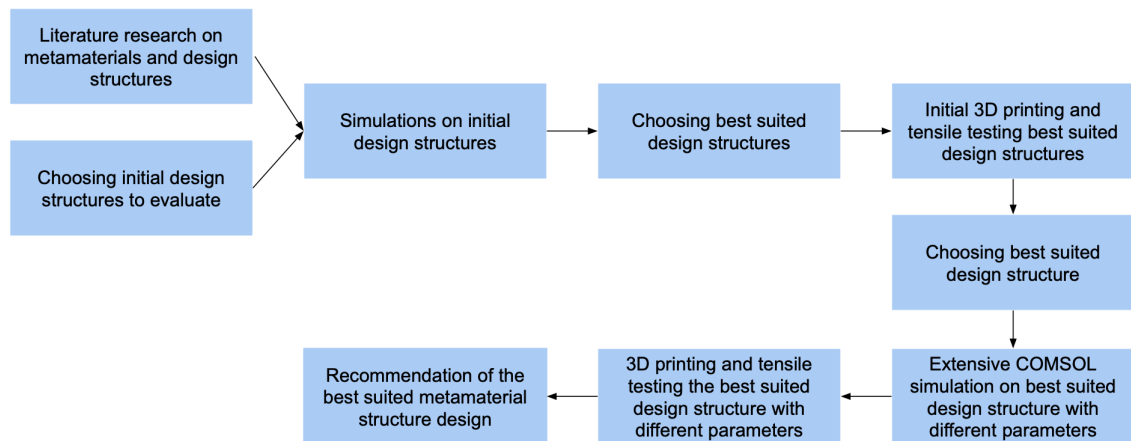 Literature research on
metamaterials and design
structures
Choosing initial design
structures to evaluate
Simulations on initial
design structures
Choosing best suited
design structures
Initial 3D printing and
tensile testing best suited
design structures
Choosing best suited
design structure
Extensive COMSOL
simulation on best suited
design structure with
different parameters
3D printing and tensile
testing the best suited
design structure with
different parameters
Recommendation of the
best suited metamaterial
structure design